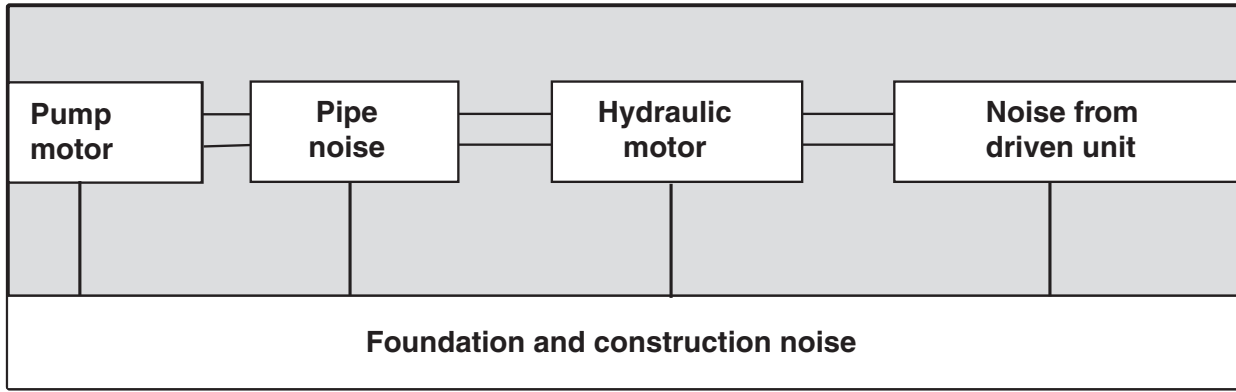 Pump
motor
Pipe
noise
Hydraulic
motor
Noise from
driven unit
Foundation and construction noise